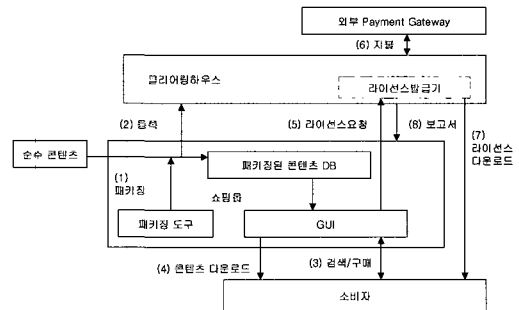 외부 Payment Gateway
(6) 지불
클리어링하우스
라이선스발급기
(2) 등록
(5) 라이선스요청
(8) 보고서
(7)
라이선스
다운로드
순수 콘텐츠
(1)
패키징
패키징된 콘텐츠 DB
쇼핑몰
패키징 도구
GUI
(4) 콘텐츠 다운로드
(3) 검색/구매
소비자